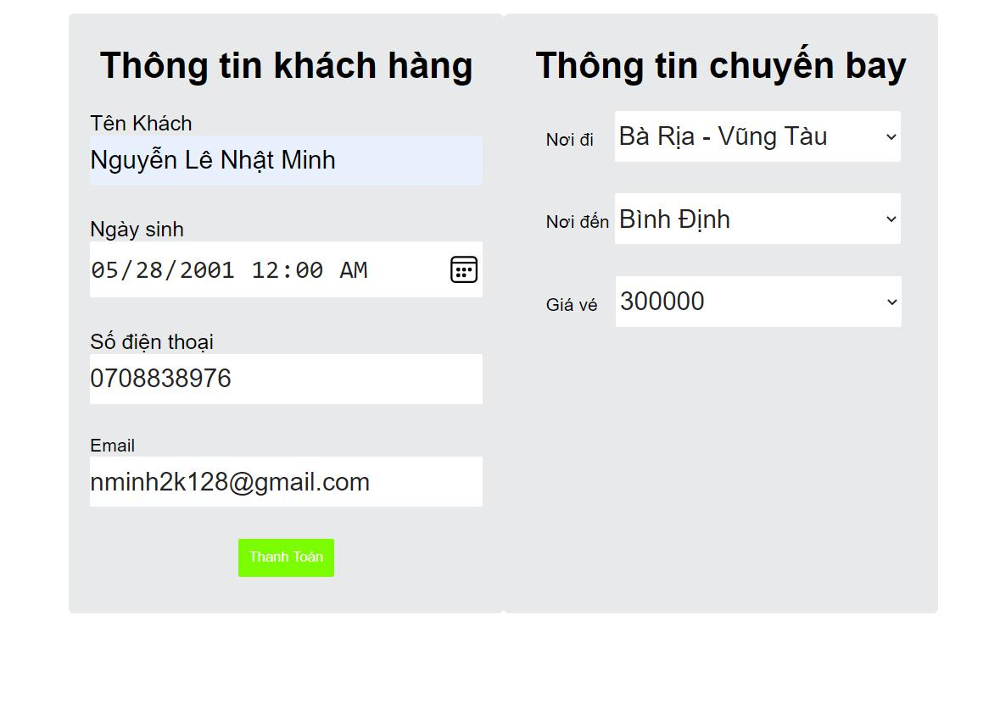 Thông tin khách hàng
Tên Khách
Nguyễn Lê Nhật Minh
Ngày sinh
05/28/2001 12:00 AM
Số điện thoại
0708838976
Email
nminh2k128@gmail.com
Thanh Toán
Thông tin chuyến bay
Nơi đi Bà Rịa - Vũng Tàu
Nơi đến Bình Định
Giá vé 300000